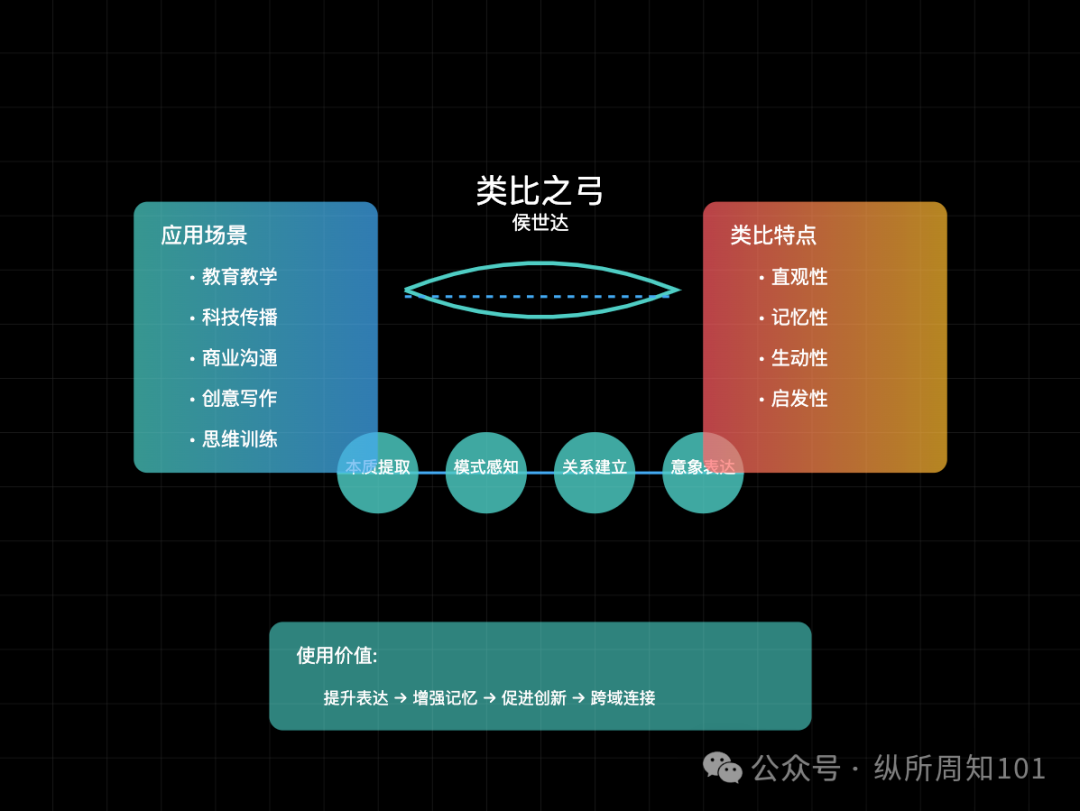 类比之弓
侯世达
应用场景
• 教育教学
• 科技传播
• 商业沟通
• 创意写作
• 思维训练
类比特点
• 直观性
• 记忆性
• 生动性
• 启发性
本质提取
模式感知
关系建立
意象表达
使用价值:
提升表达 → 增强记忆 → 促进创新 → 跨域连接
公众号 · 纵所周知101